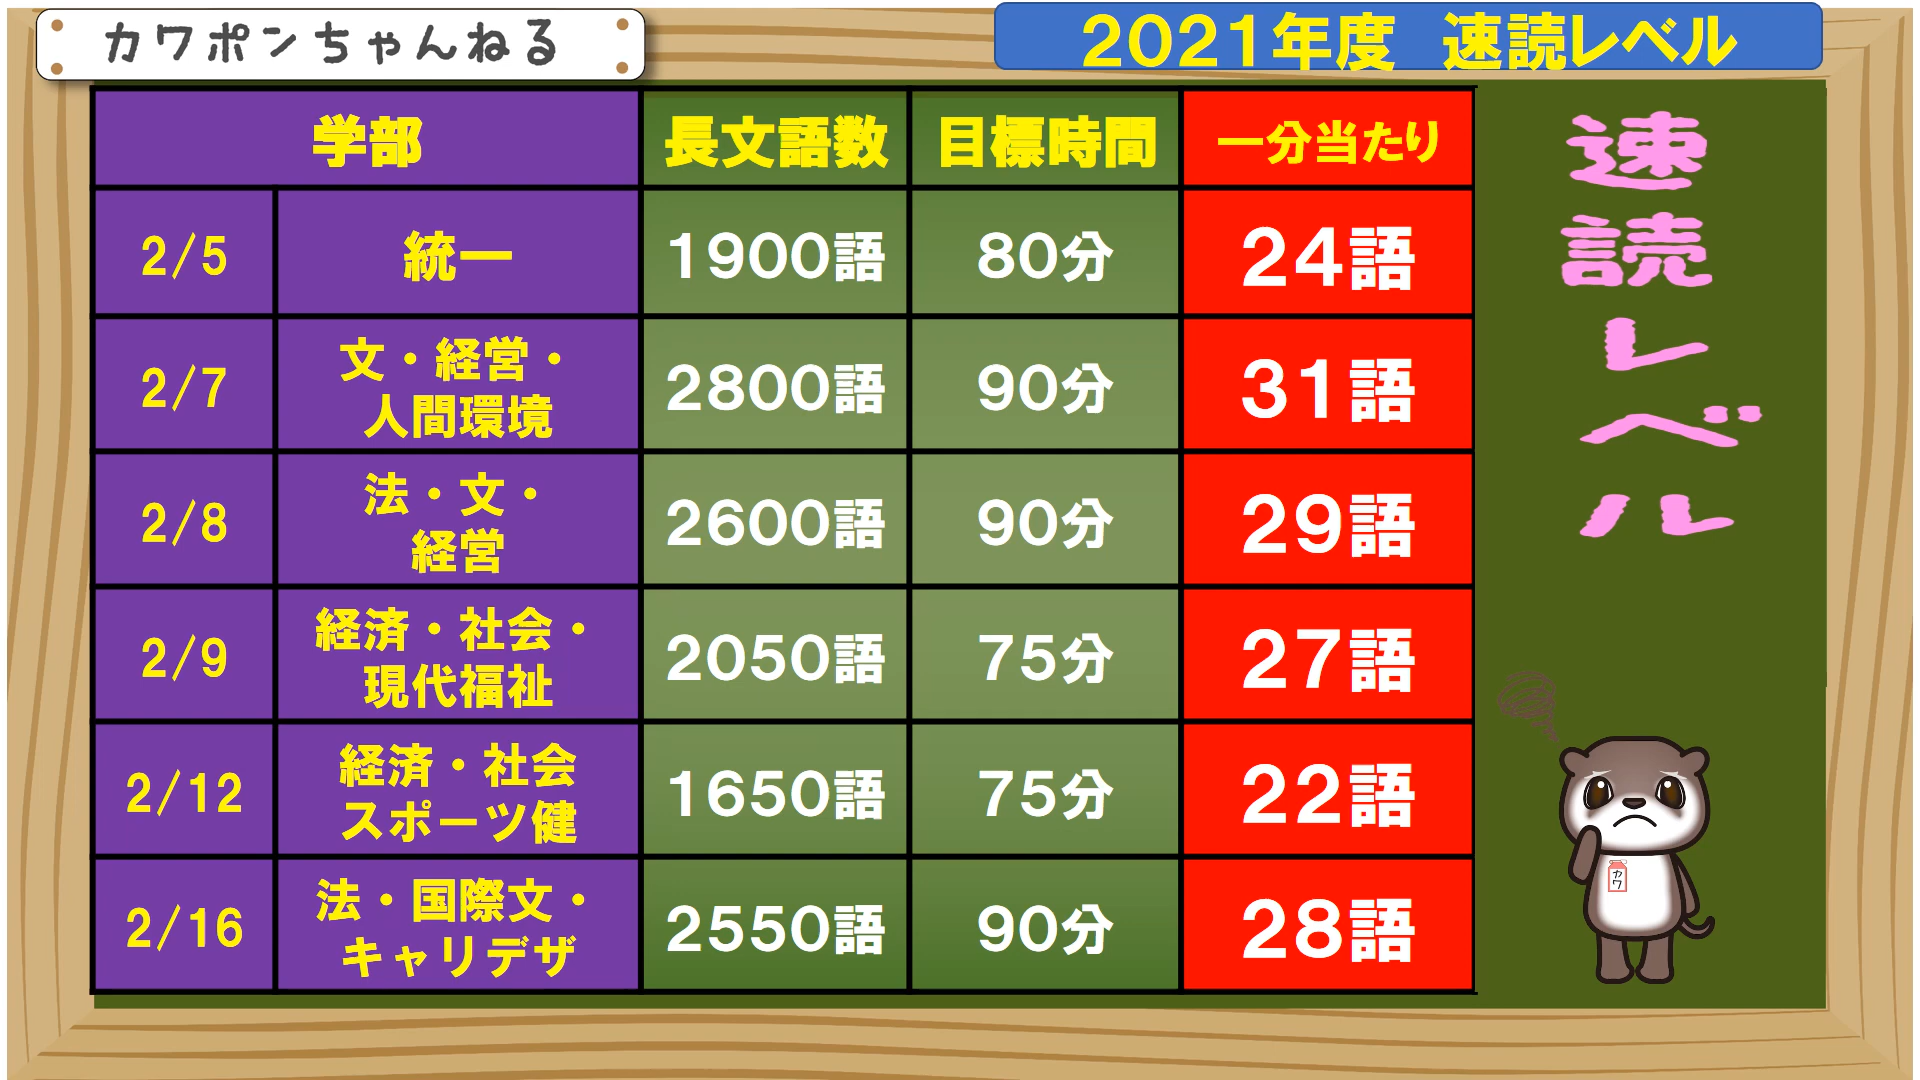 カワポンちゃんねる
2021年度 速読レベル
学部 長文語数 目標時間 一分当たり
2/5 統一 1900語 80分 24語
2/7 文・経営・
人間環境 2800語 90分 31語
2/8 法・文・
経営 2600語 90分 29語
2/9 経済・社会・
現代福祉 2050語 75分 27語
2/12 経済・社会
スポーツ健 1650語 75分 22語
2/16 法・国際文・
キャリデザ 2550語 90分 28語
速読レベル
カワ